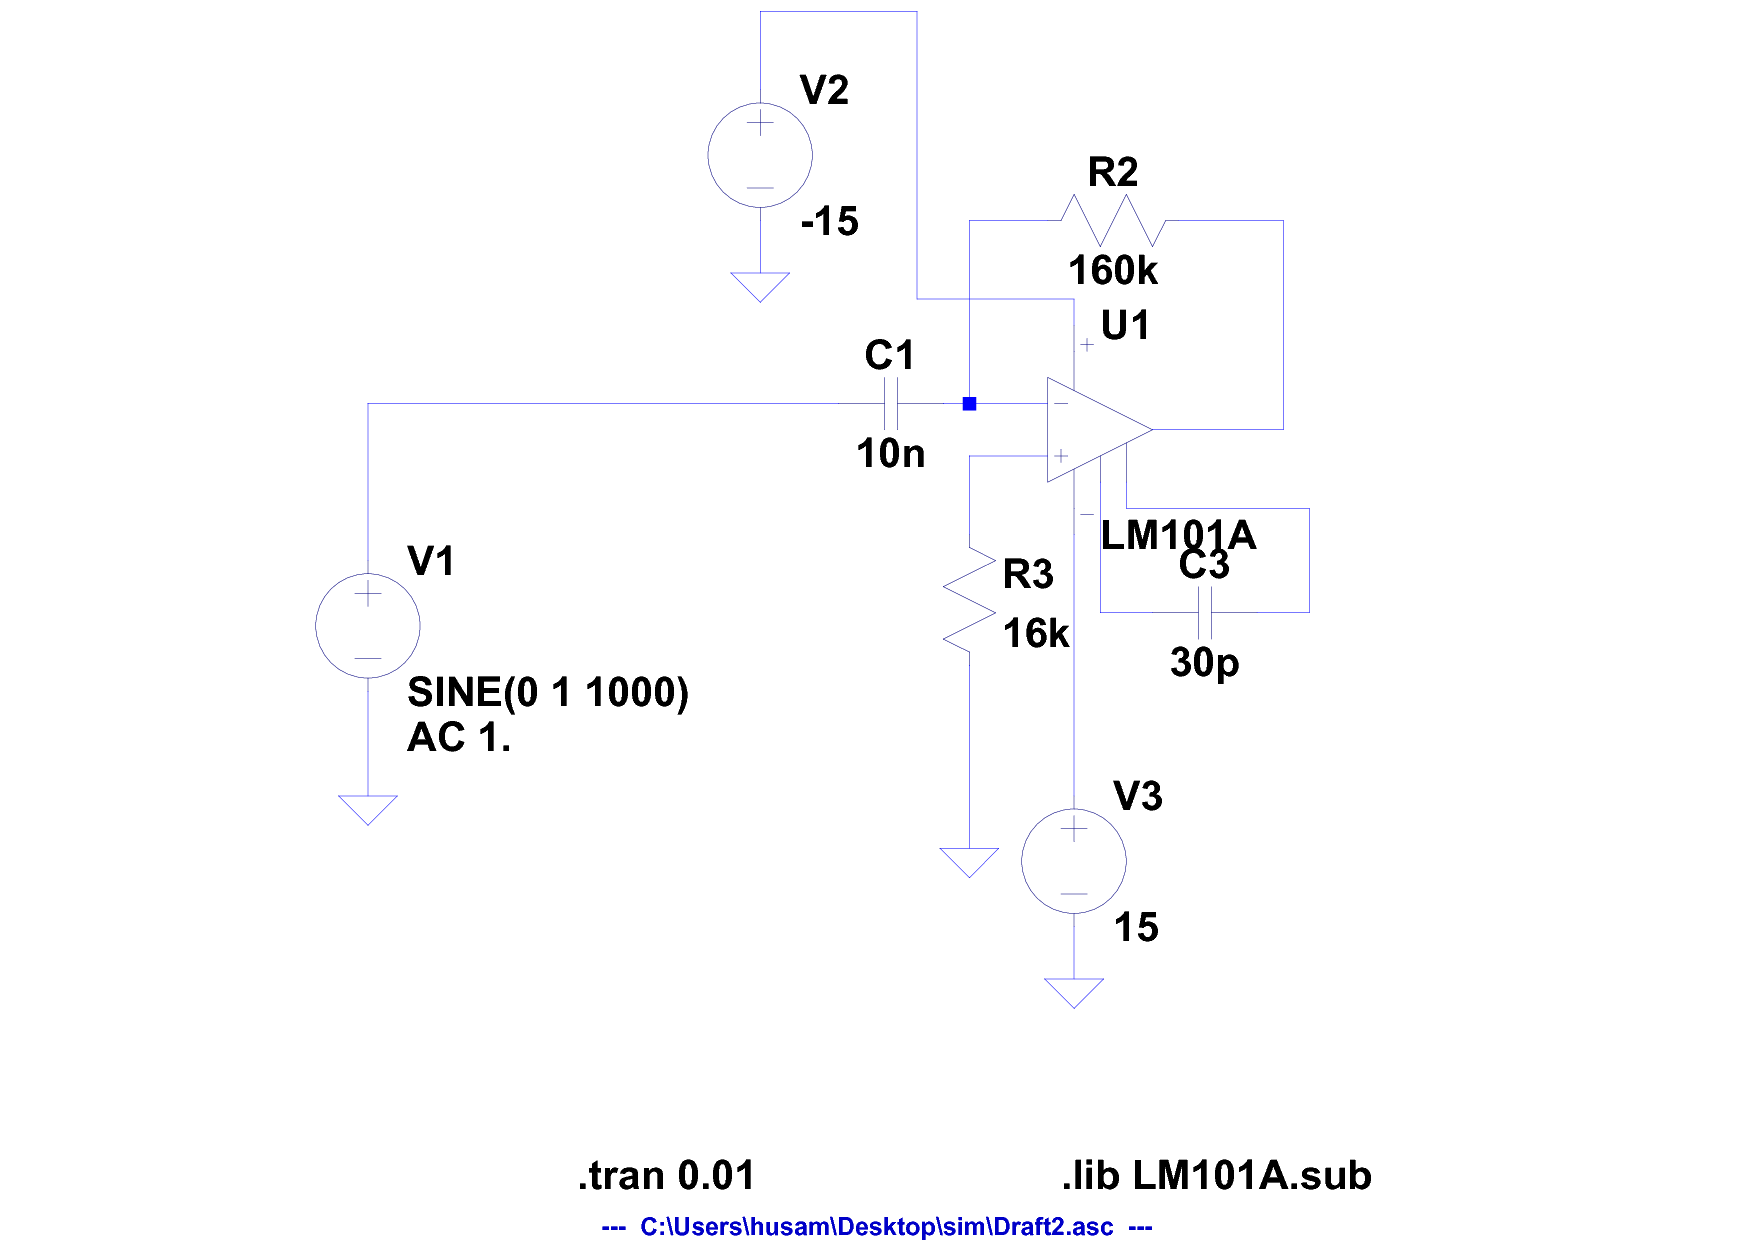 V2
-15
R2
160k
U1
C1
10n
LM101A
C3
30p
R3
16k
V1
SINE(0 1 1000)
AC 1.
V3
15
.tran 0.01
.lib LM101A.sub
--- C:\Users\husam\Desktop\sim\Draft2.asc ---